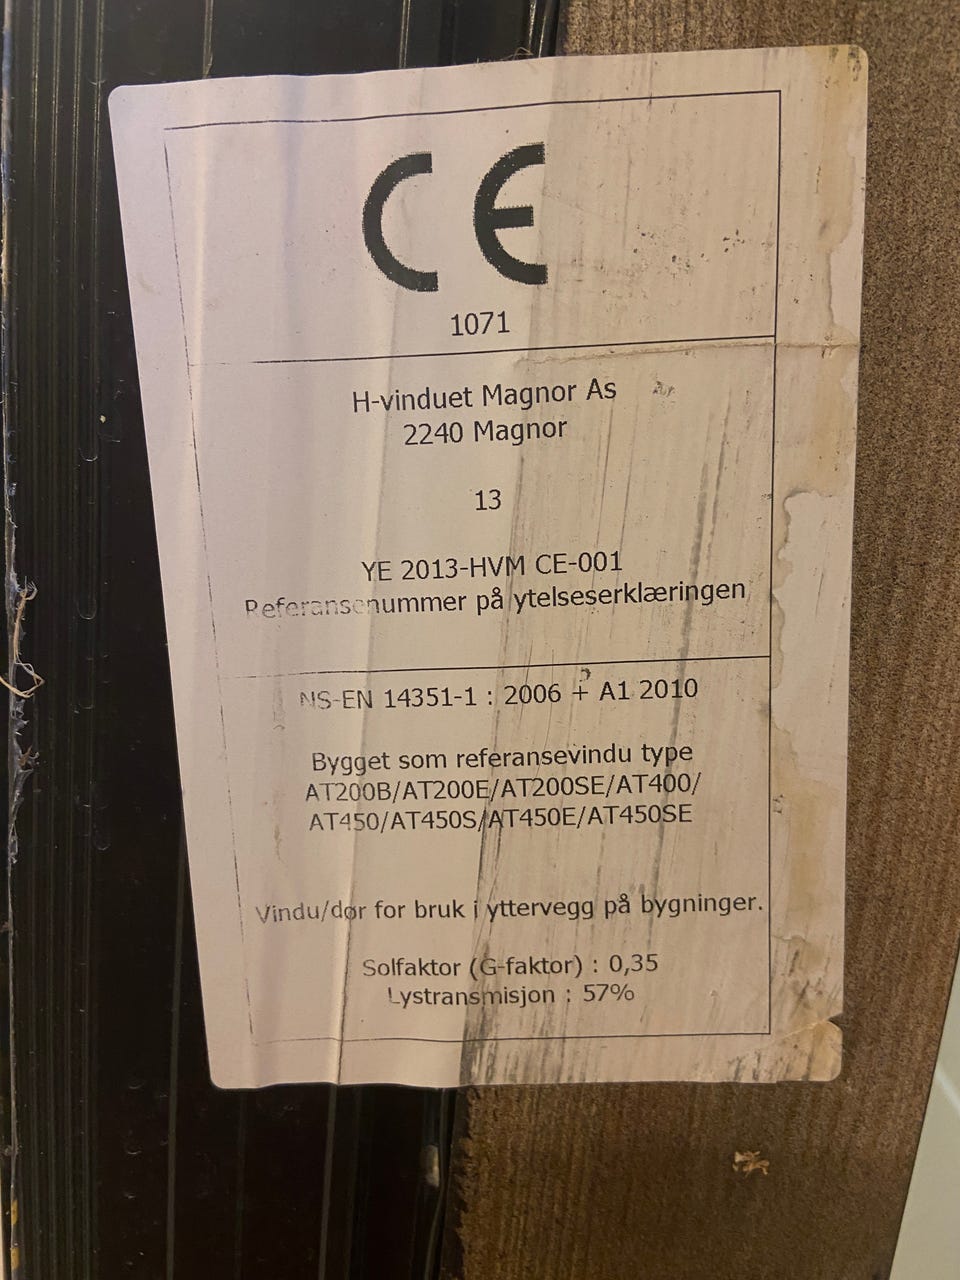 CE
1071
H-vinduet Magnor As
2240 Magnor
13
YE 2013-HVM CE-001
Referansenummer på ytelseserklæringen
NS-EN 14351-1 : 2006 + A1 2010
Bygget som referansevindu type
AT200B/AT200E/AT200SE/AT400/
AT450/AT450S/AT450E/AT450SE
Vindu/dør for bruk i yttervegg på bygninger.
Solfaktor (G-faktor) : 0,35
Lystransmisjon : 57%